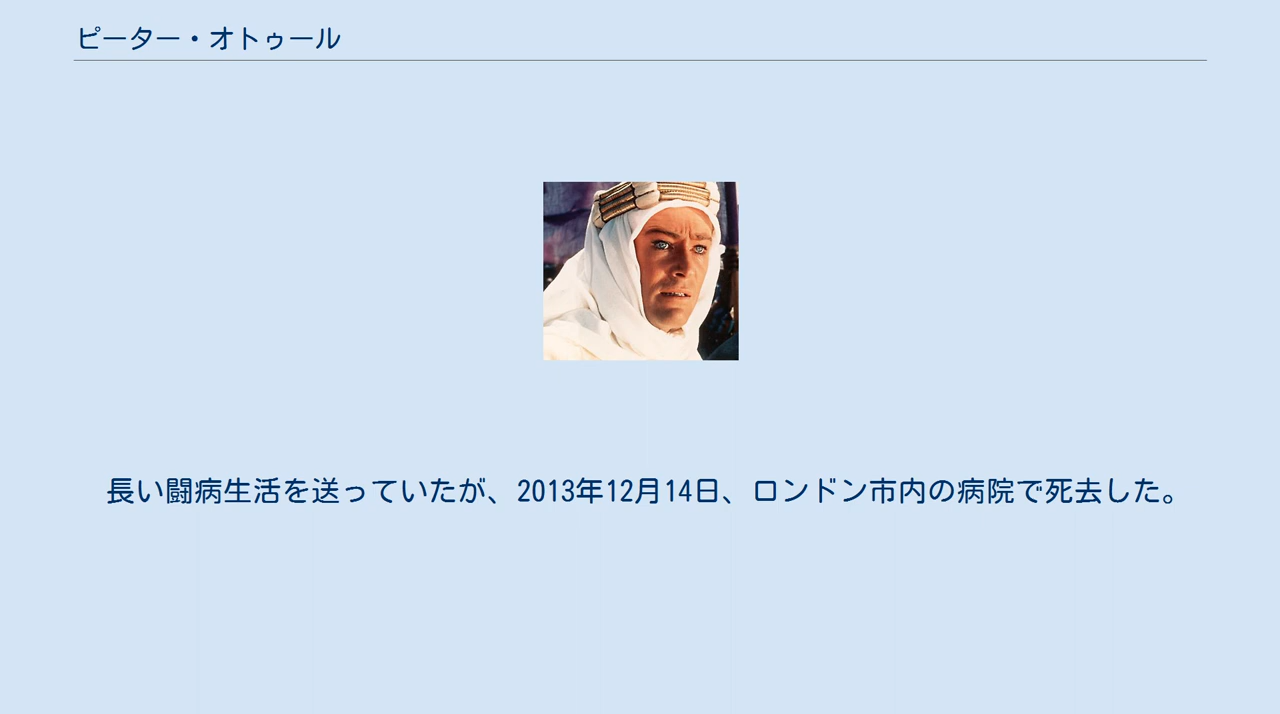 ピーター・オトゥール
長い闘病生活を送っていたが、2013年12月14日、ロンドン市内の病院で死去した。